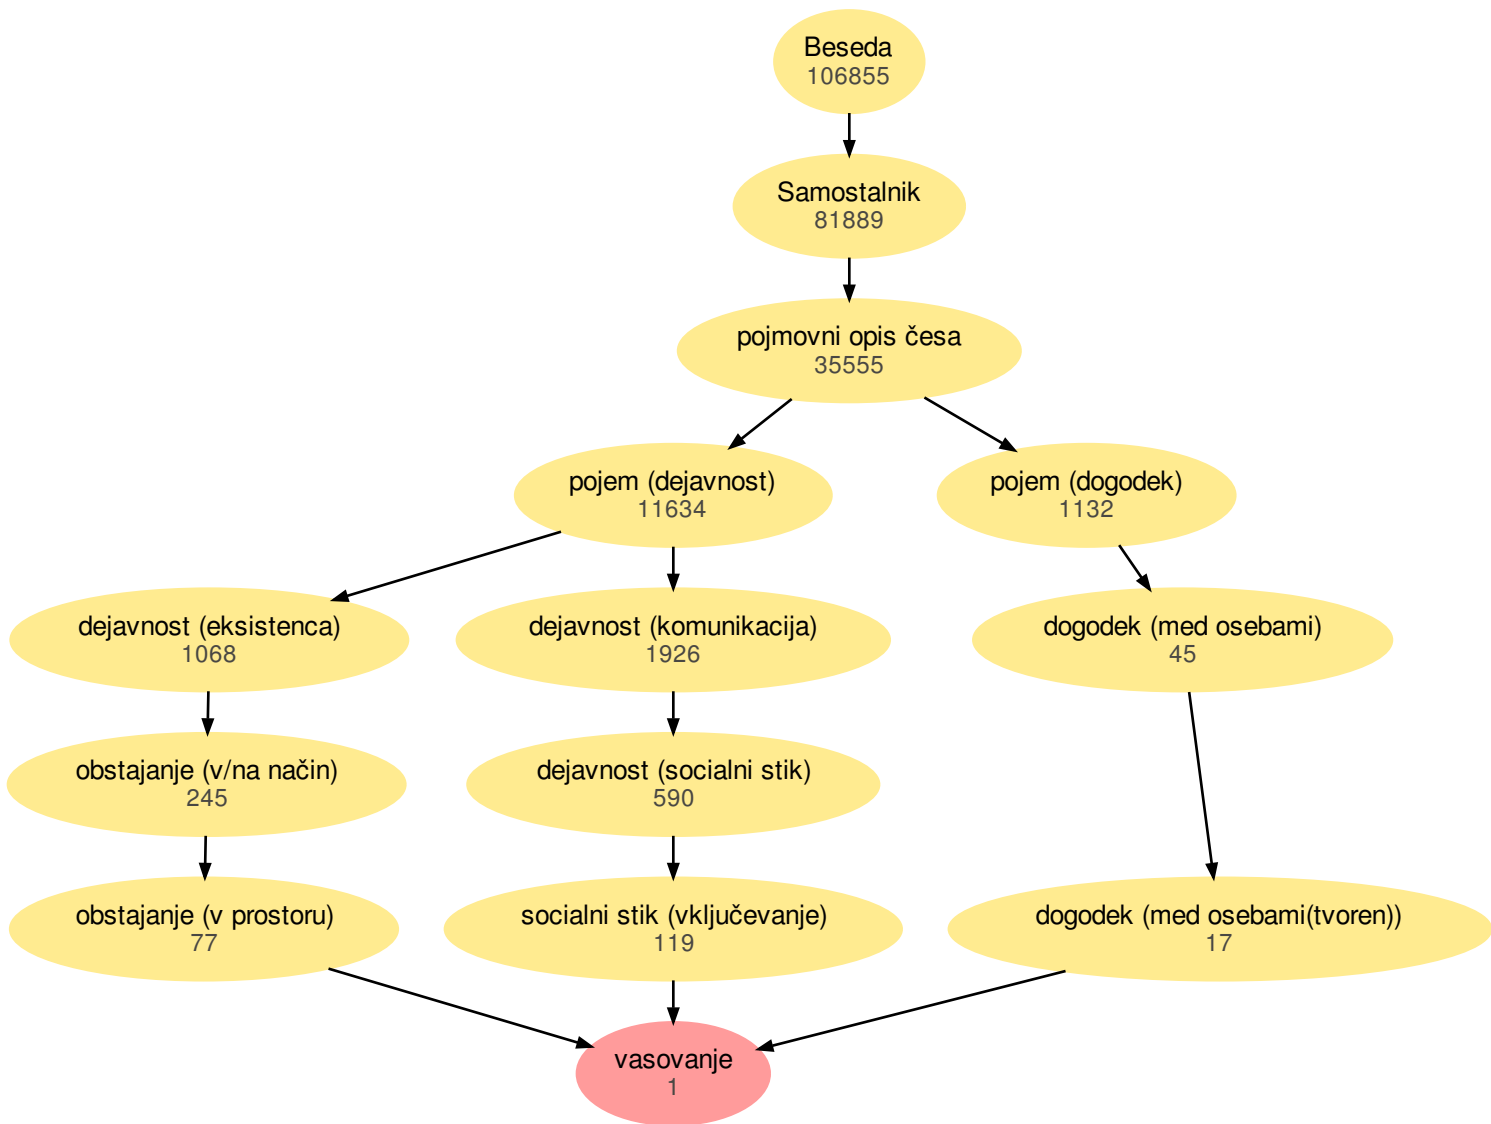 Beseda
106855
Samostalnik
81889
pojmovni opis česa
35555
pojem (dejavnost)
11634
pojem (dogodek)
1132
dejavnost (eksistenca)
1068
dejavnost (komunikacija)
1926
dogodek (med osebami)
45
obstajanje (v/na način)
245
dejavnost (socialni stik)
590
obstajanje (v prostoru)
77
socialni stik (vključevanje)
119
dogodek (med osebami(tvoren))
17
vasovanje
1